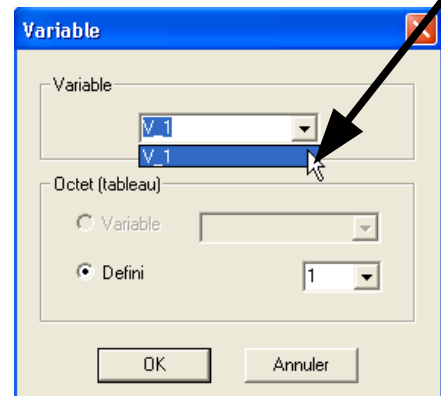 Variable
Variable
V_1
V_1
Octet (tableau)
Variable
Defini 1
OK Annuler